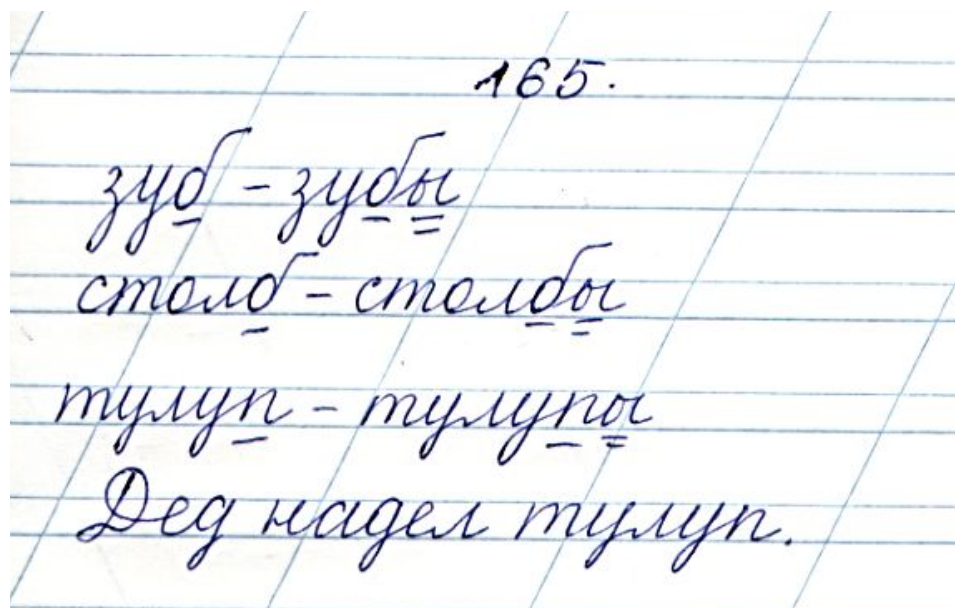 165.
зуб - зубы
столб - столбы
тулуп - тулупы
Дед надел тулуп.